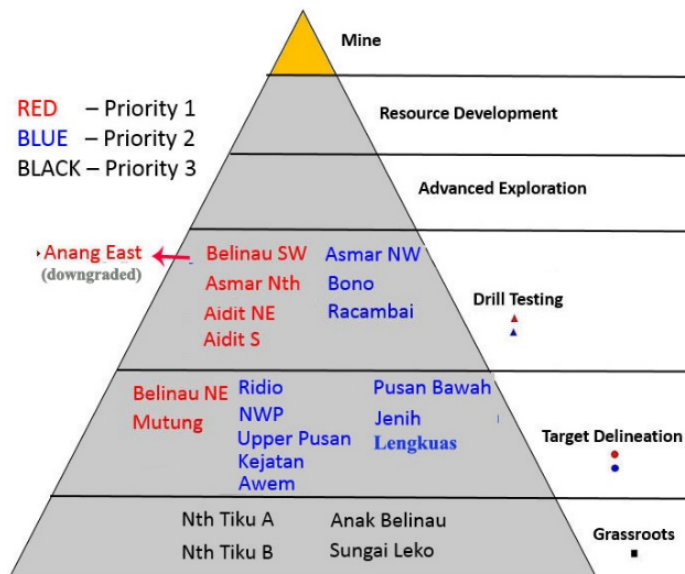 Mine
RED – Priority 1
BLUE – Priority 2
BLACK – Priority 3
Resource Development
Advanced Exploration
Anang East
(downgraded)
Belinau SW
Asmar Nth
Aidit NE
Aidit S
Asmar NW
Bono
Racambai
Drill Testing
Belinau NE
Mutung
Ridio
NWP
Upper Pusan
Kejatan
Awem
Pusan Bawah
Jenih
Lengkuas
Target Delineation
Nth Tiku A
Nth Tiku B
Anak Belinau
Sungai Leko
Grassroots